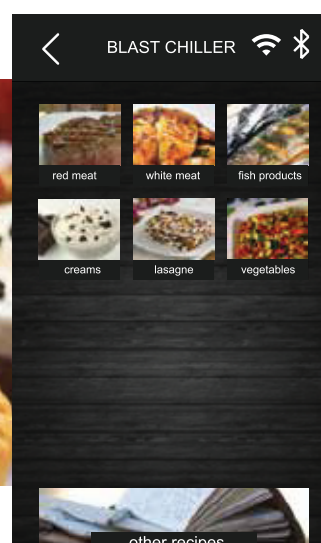 BLAST CHILLER
red meat
white meat
fish products
creams
lasagne
vegetables
other recipes